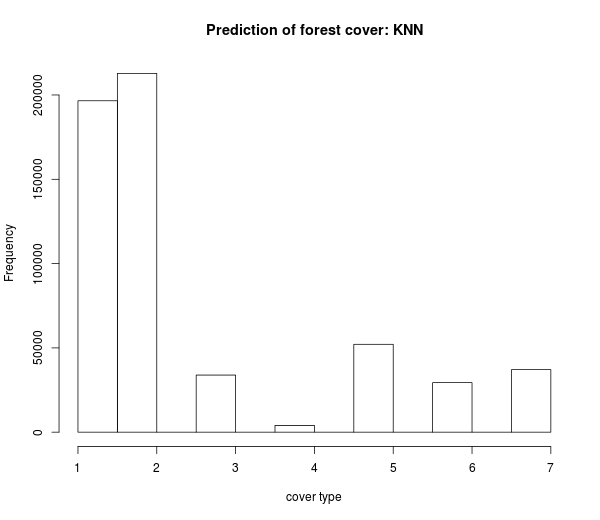 Prediction of forest cover: KNN
Frequency
200000
150000
100000
50000
0
1 2 3 4 5 6 7
cover type